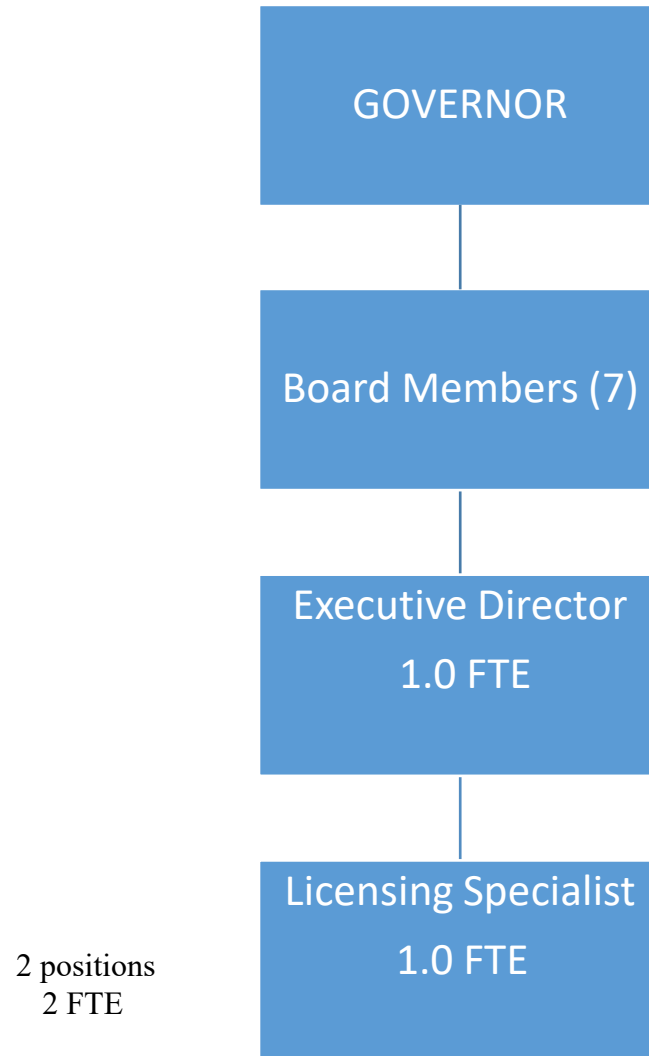 GOVERNOR
Board Members (7)
Executive Director
1.0 FTE
Licensing Specialist
1.0 FTE
2 positions
2 FTE